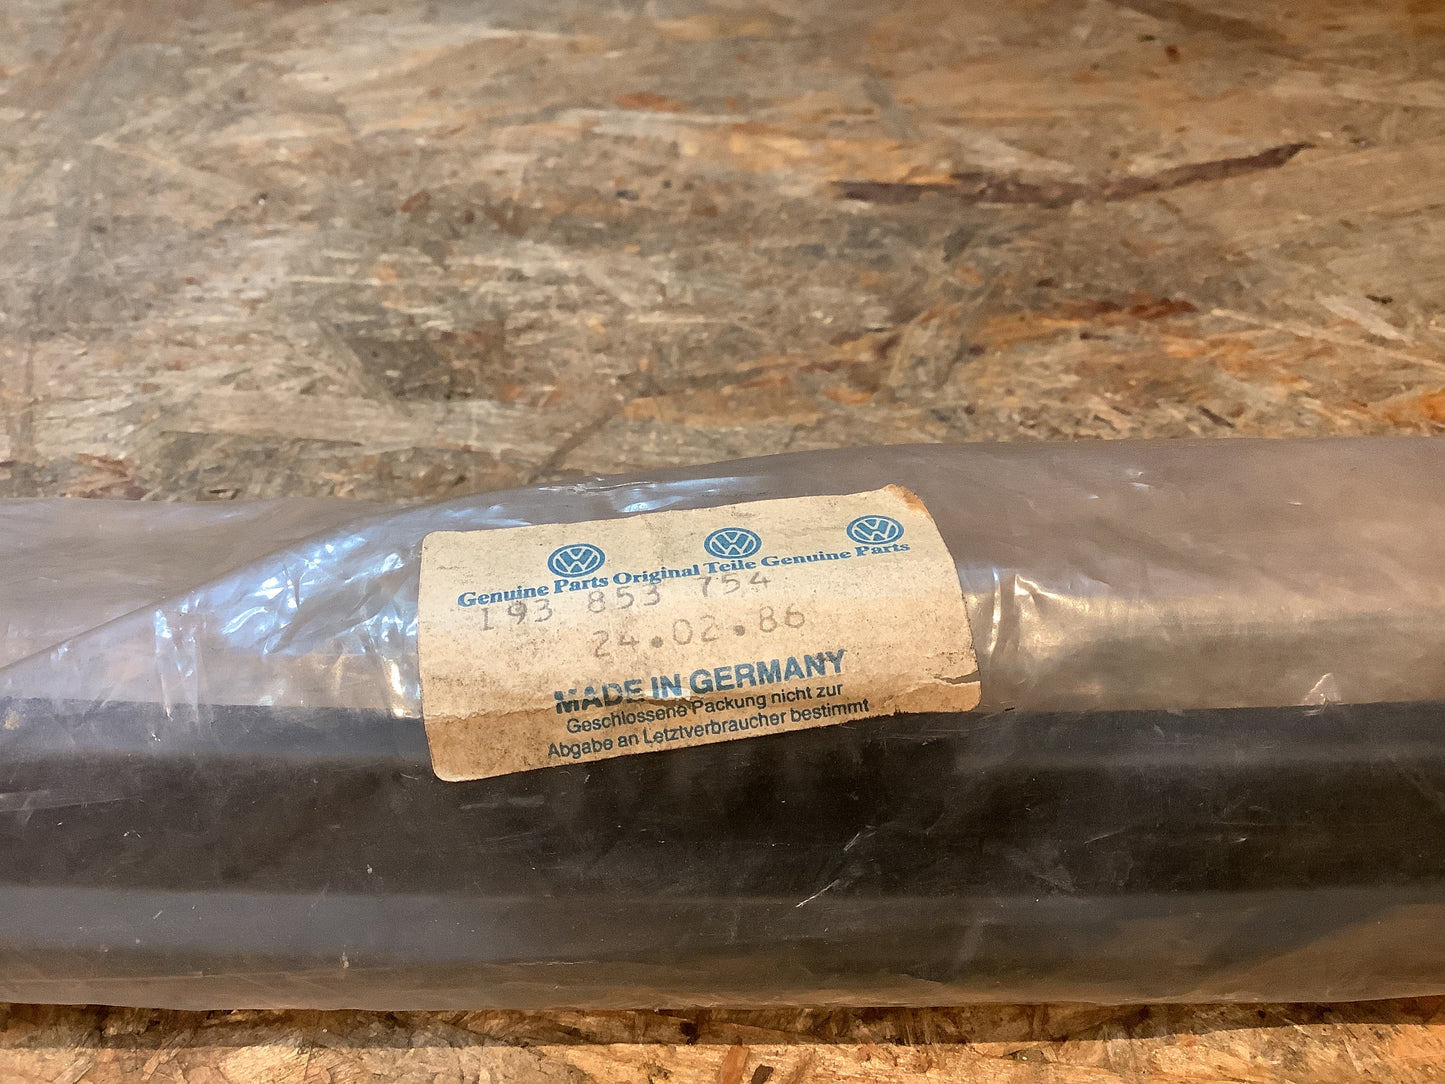 Genuine Parts Original Teile Genuine Parts
193 853 754
24.02.86
MADE IN GERMANY
Geschlossene Packung nicht zur
Abgabe an Letztverbraucher bestimmt